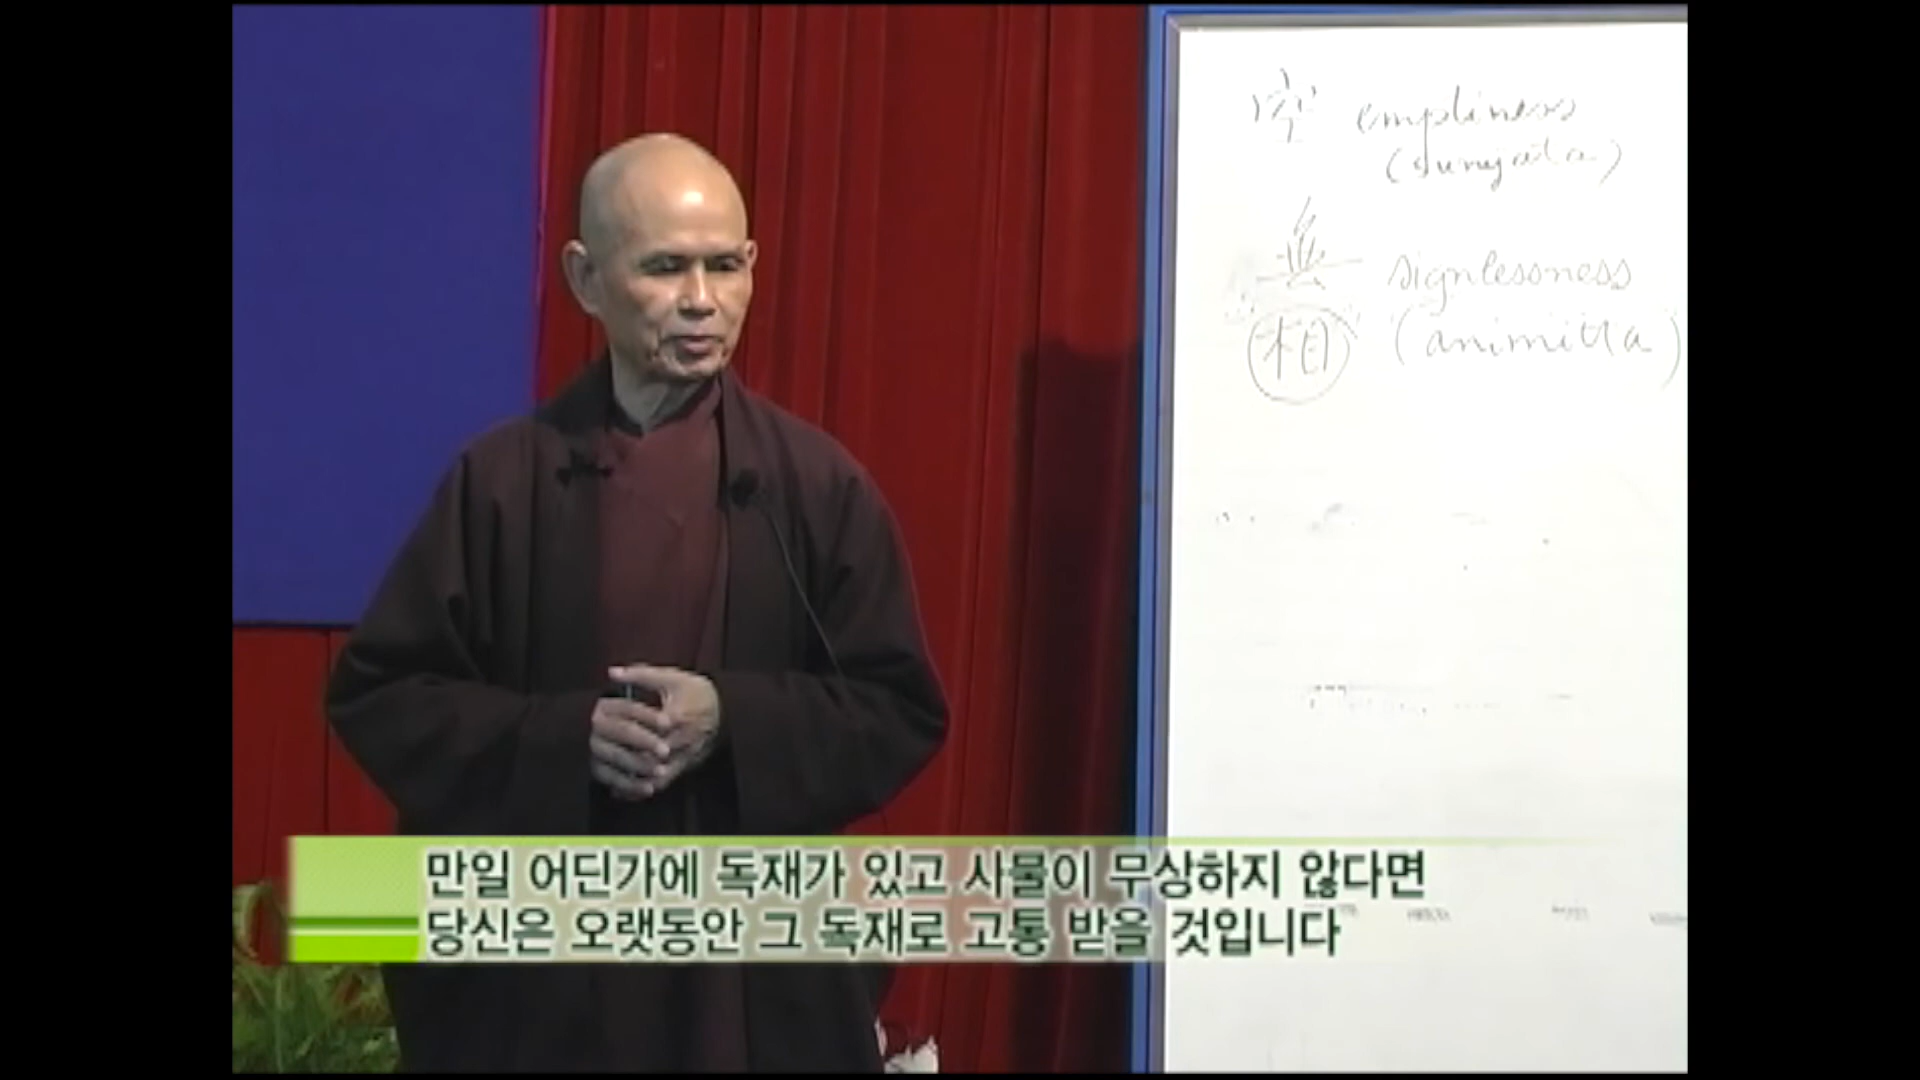 空 emptiness
(sunyata)
無 signlessness
相 (animitta)
만일 어딘가에 독재가 있고 사물이 무상하지 않다면
당신은 오랫동안 그 독재로 고통 받을 것입니다